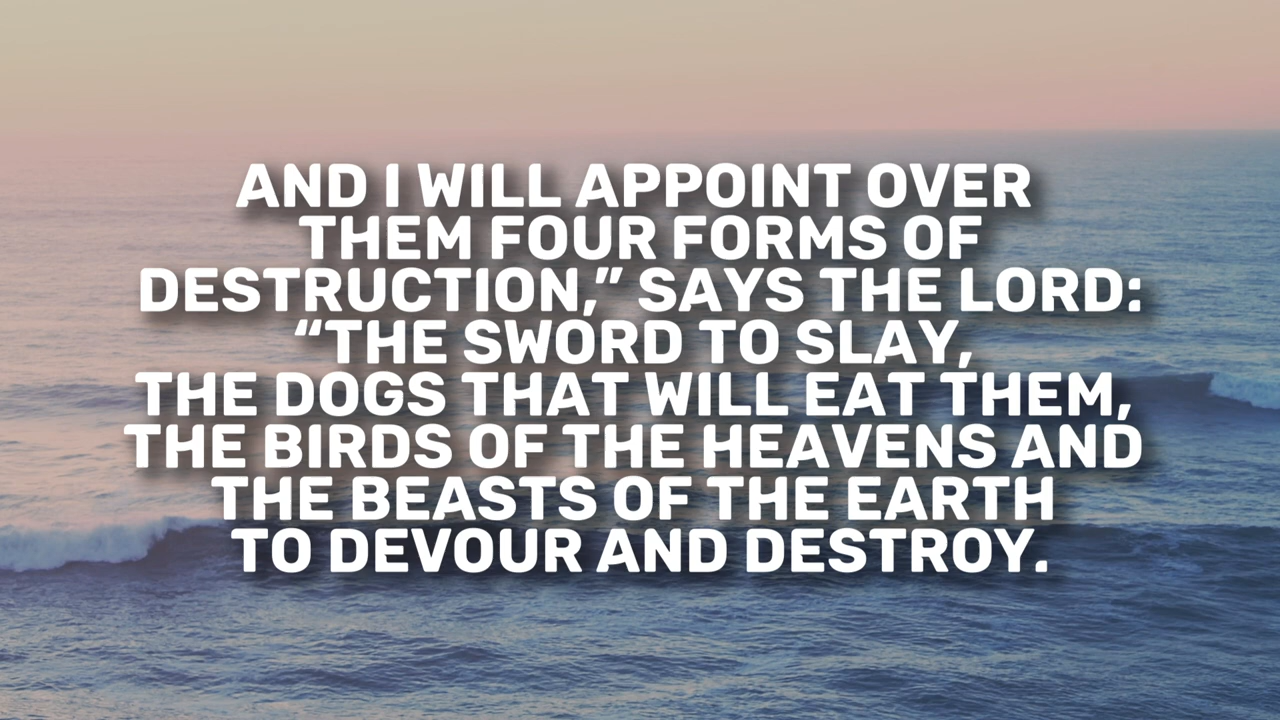 AND I WILL APPOINT OVER
THEM FOUR FORMS OF
DESTRUCTION,” SAYS THE LORD:
“THE SWORD TO SLAY,
THE DOGS THAT WILL EAT THEM,
THE BIRDS OF THE HEAVENS AND
THE BEASTS OF THE EARTH
TO DEVOUR AND DESTROY.